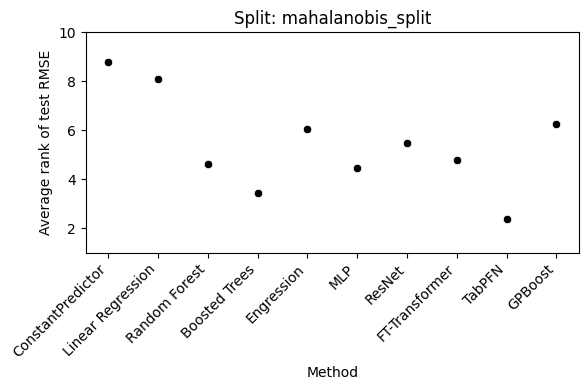 Split: mahalanobis_split
Average rank of test RMSE
10
8
6
4
2
ConstantPredictor
Linear Regression
Random Forest
Boosted Trees
Engression
MLP
ResNet
FT-Transformer
TabPFN
GPBoost
Method